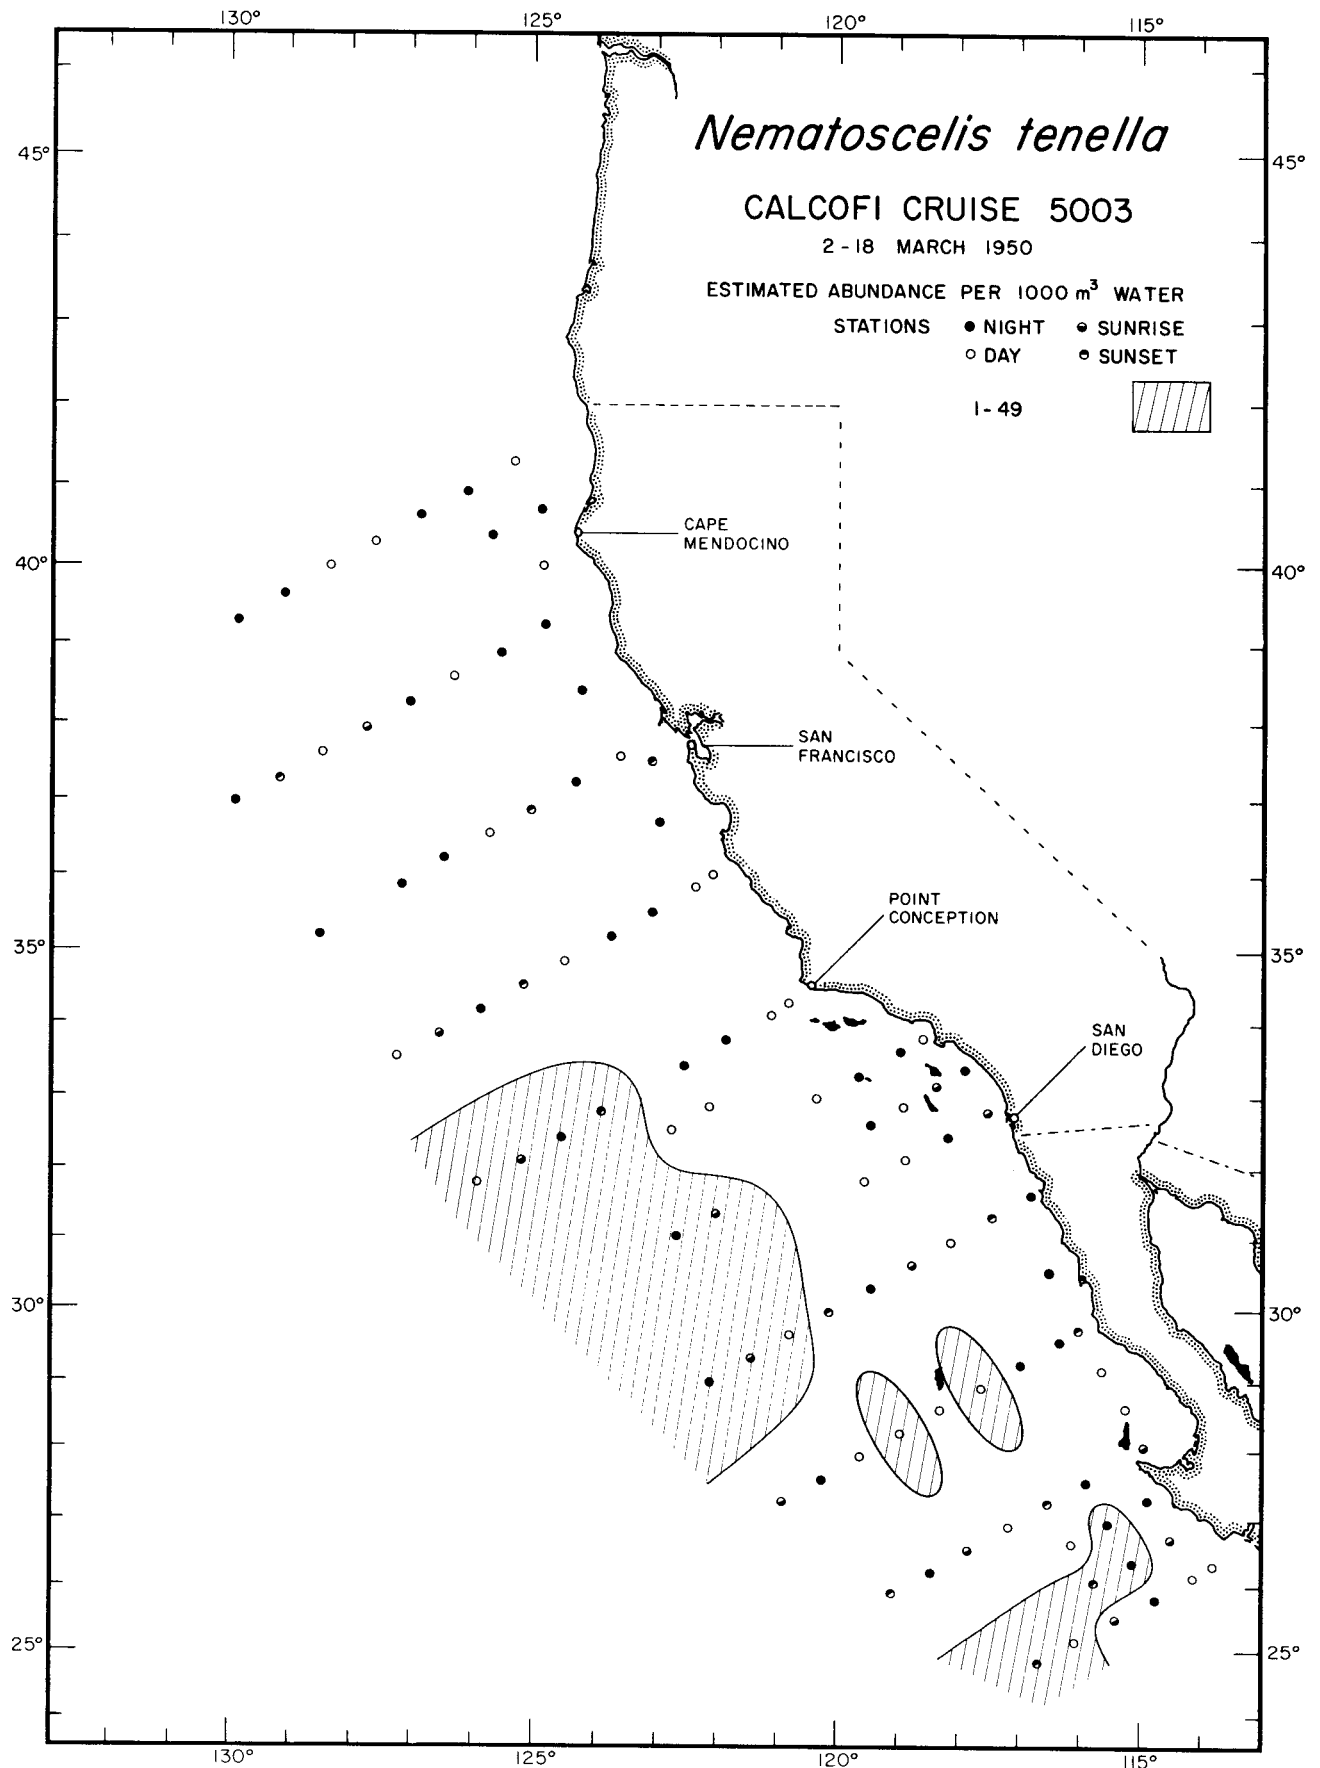 130° 125° 120° 115°
Nematoscelis tenella
45° 45°
CALCOFI CRUISE 5003
2-18 MARCH 1950
ESTIMATED ABUNDANCE PER 1000 m³ WATER
STATIONS ● NIGHT ◒ SUNRISE
○ DAY ◓ SUNSET
1-49
CAPE
MENDOCINO
40° 40°
SAN
FRANCISCO
POINT
CONCEPTION
35° 35°
SAN
DIEGO
30° 30°
25° 25°
130° 125° 120° 115°